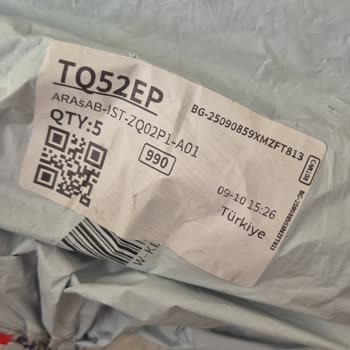 TQ52EP
BG-25090859XMZFT813
ARAsAB-IST-ZQ02P1-A01
QTY:5
990
09-10 15:26
Türkiye